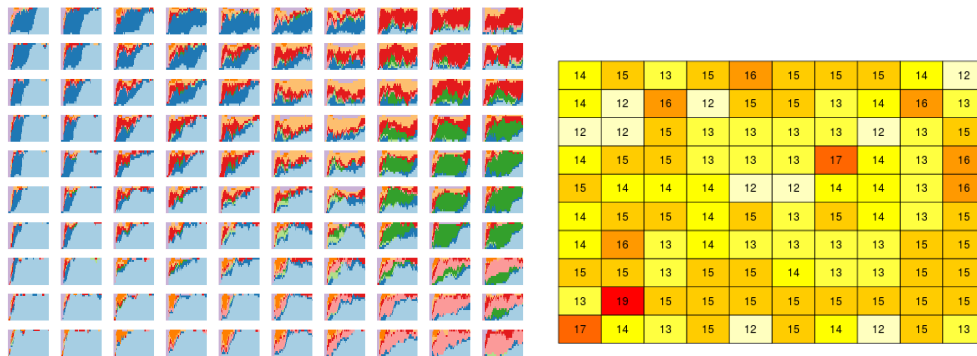 14 15 13 15 16 15 15 15 14 12
14 12 16 12 15 15 13 14 16 13
12 12 15 13 13 13 13 12 13 15
14 15 15 13 13 13 17 14 13 16
15 14 14 14 12 12 14 14 13 16
14 15 15 14 13 15 14 13 13 15
14 16 13 14 13 13 13 13 15 15
15 15 13 15 15 14 13 13 15 15
13 19 15 15 15 15 15 15 15 15
17 14 13 15 12 15 14 12 15 13